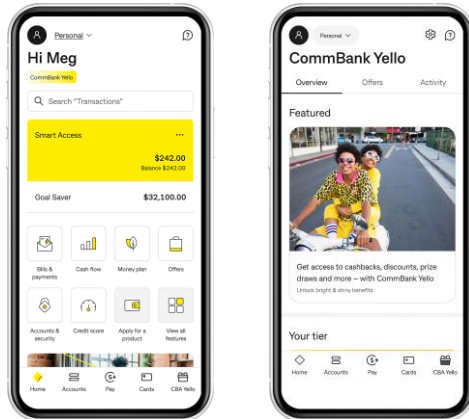 Personal
Hi Meg
CommBank Yello
Search "Transactions"
Smart Access
$242.00
Balance $242.00
Goal Saver $32,100.00
Bills &
payments
Cash flow
Money plan
Offers
Accounts &
security
Credit score
Apply for a
product
View all
features
Home Accounts Pay Cards CBA Yello
Personal
CommBank Yello
Overview Offers Activity
Featured
Get access to cashbacks, discounts, prize
draws and more – with CommBank Yello
Unlock bright & shiny benefits.
Your tier
Home Accounts Pay Cards CBA Yello